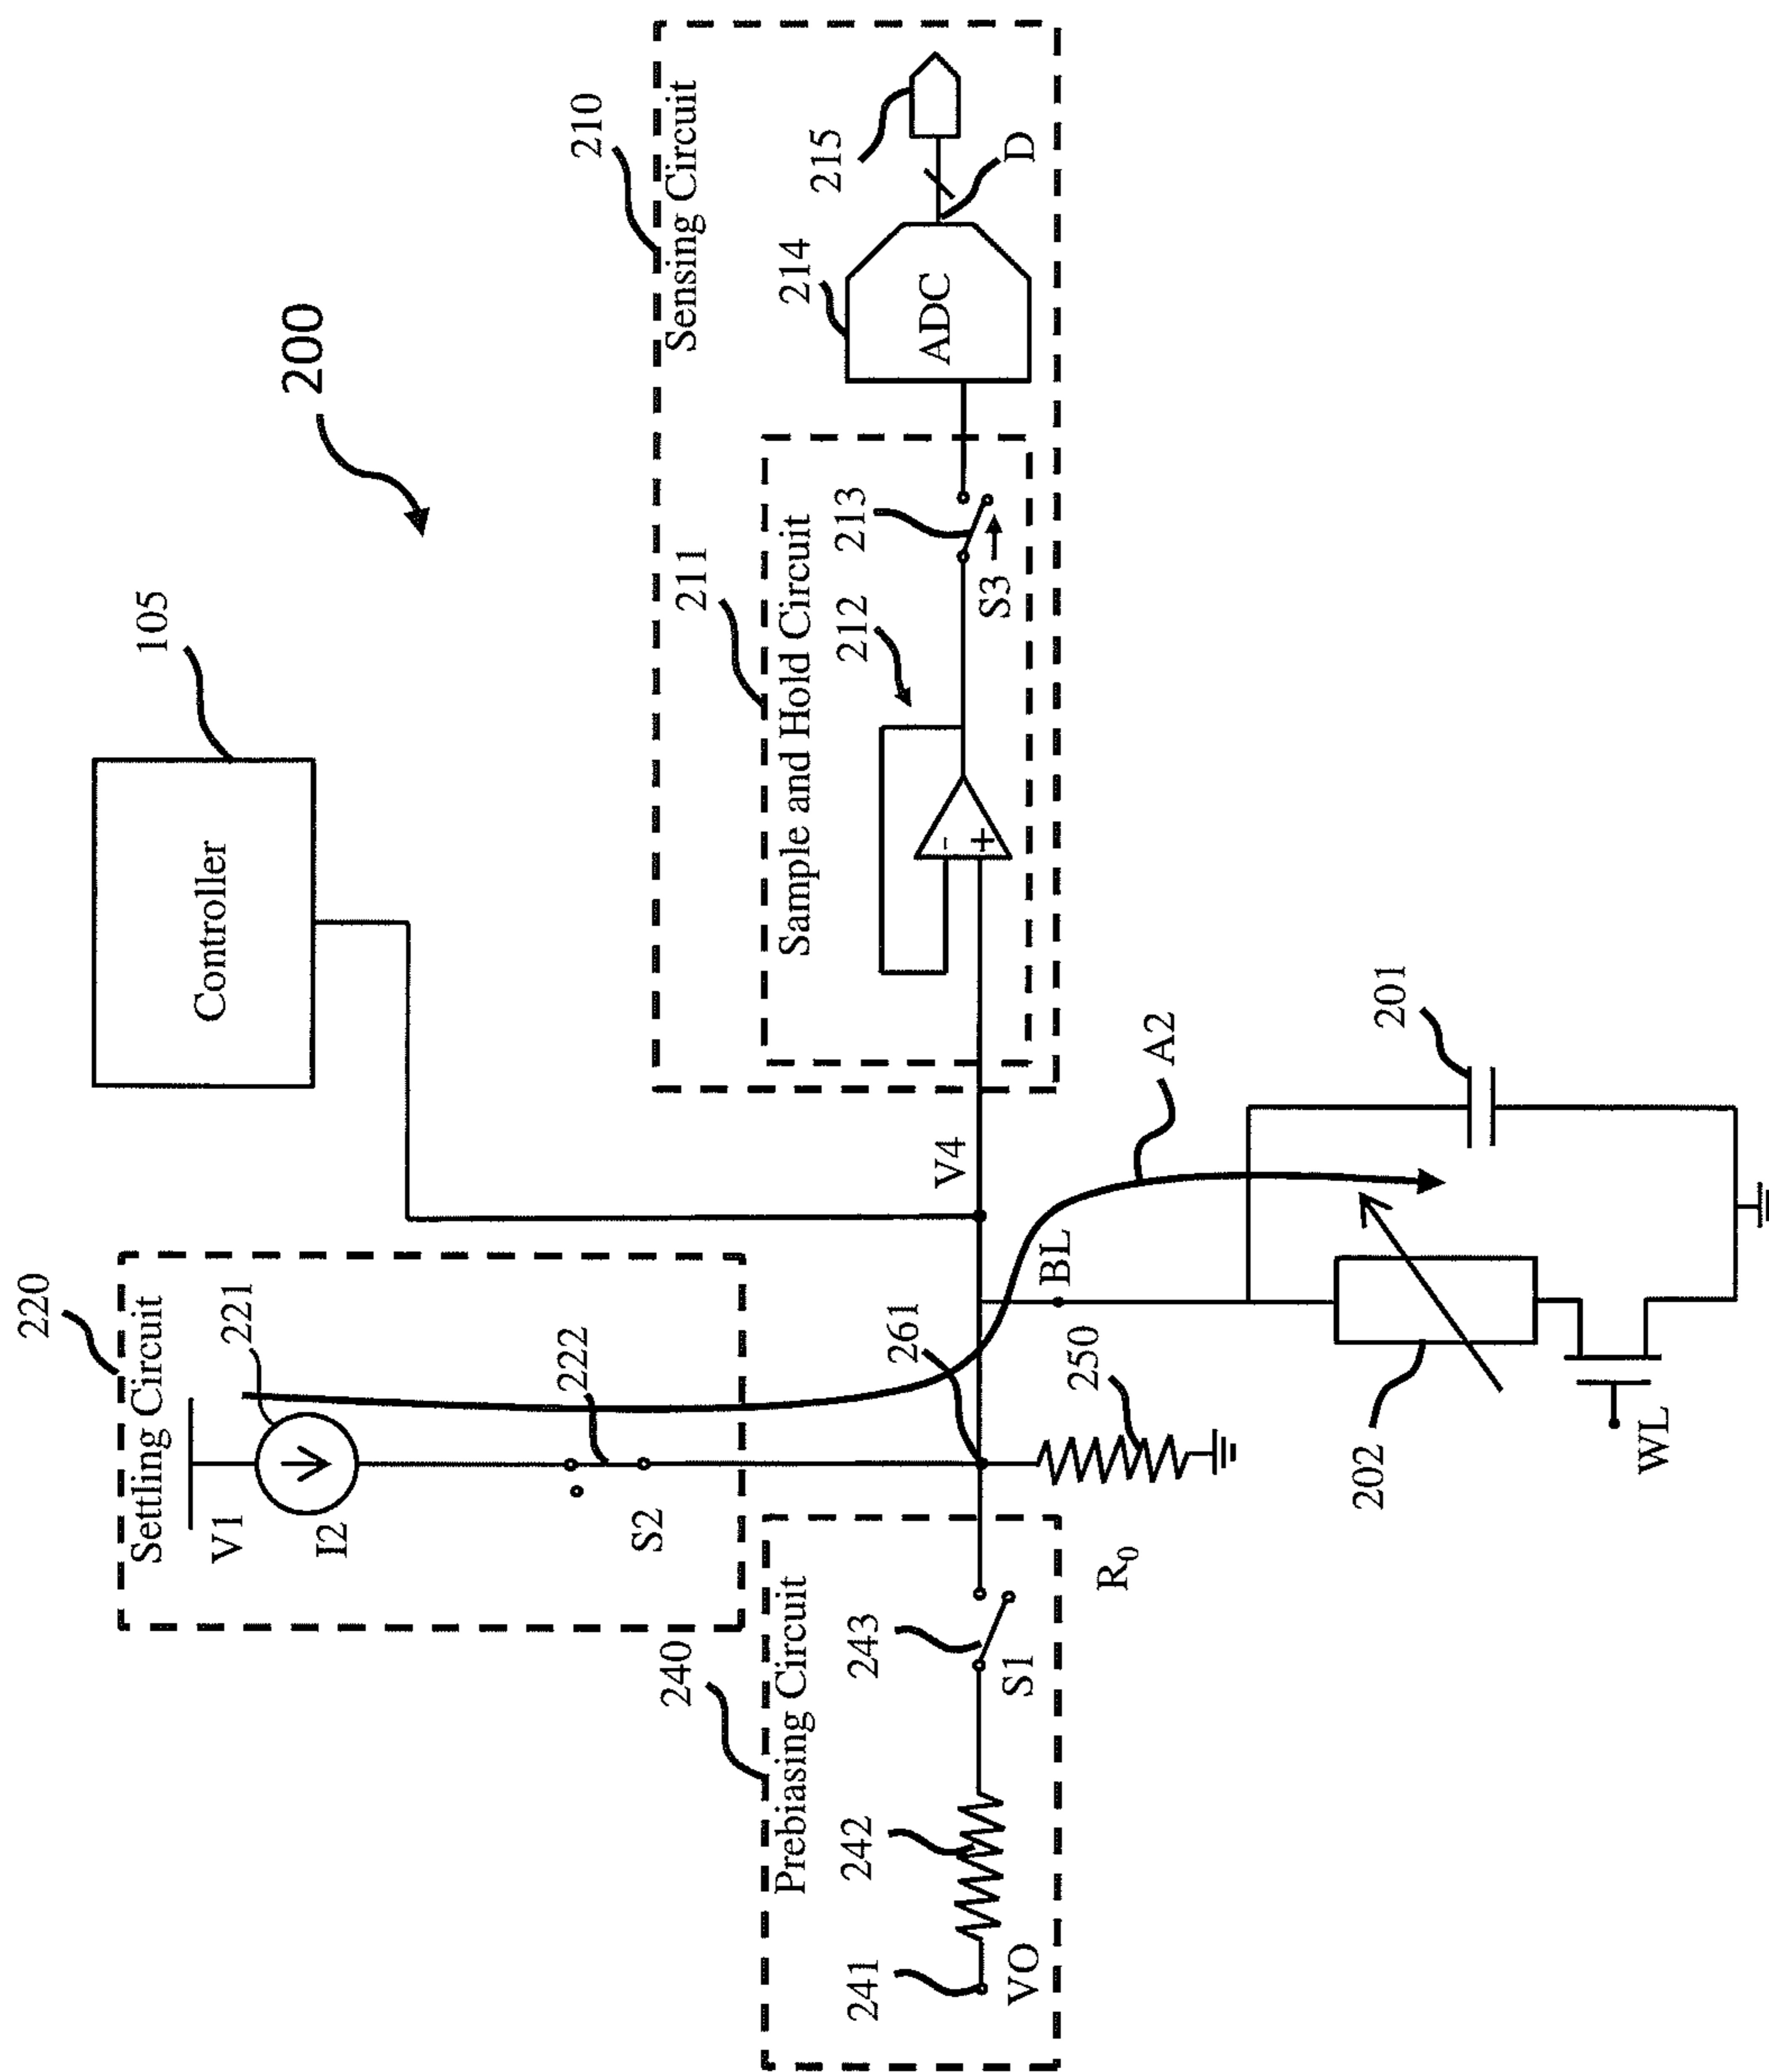 200
Controller
105
220
Settling Circuit
V1
221
I2
222
S2
Sensing Circuit
210
211
Sample and Hold Circuit
212
213
S3
214
ADC
215
D
240
Prebiasing Circuit
241
242
243
VO
S1
R0
261
250
V4
BL
A2
201
202
WL
-
+